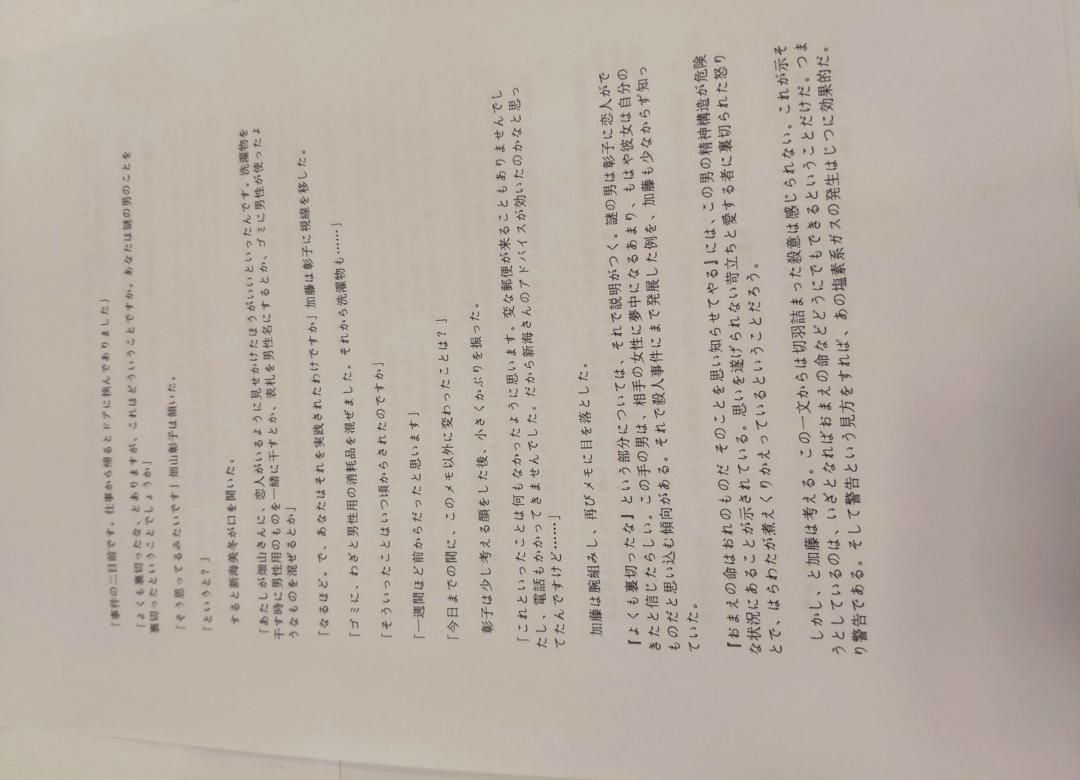 「事件の二日前です。仕事から帰るとドアに挟んでありました」
「よくも裏切ったな、とありますが、これはどういうことですか。あなたは謎の男のことを
裏切ったということでしょうか」
「そう思ってるみたいです」畑山彰子は頷いた。
「というと？」
すると新海美冬が口を開いた。
「あたしが畑山さんに、恋人がいるように見せかけたほうがいいといったんです。洗濯物を
干す時に男性用のものを一緒に干すとか、表札を男性名にするとか、ゴミに男性が使ったよ
うなものを混ぜるとか」
「なるほど。で、あなたはそれを実践されたわけですか」加藤は彰子に視線を移した。
「ゴミに、わざと男性用の消耗品を混ぜました。それから洗濯物も……」
「そういったことはいつ頃からされたのですか」
「一週間ほど前からだったと思います」
「今日までの間に、このメモ以外に変わったことは？」
彰子は少し考える顔をした後、小さくかぶりを振った。
「これといったことは何もなかったように思います。変な郵便が来ることもありませんでし
たし、電話もかかってきませんでした。だから新海さんのアドバイスが効いたのかなと思っ
てたんですけど……」
加藤は腕組みし、再びメモに目を落とした。
『よくも裏切ったな』という部分については、それで説明がつく。謎の男は彰子に恋人がで
きたと信じたらしい。この手の男は、相手の女性に夢中になるあまり、もはや彼女は自分の
ものだと思い込む傾向がある。それで殺人事件にまで発展した例を、加藤も少なからず知っ
ていた。
『おまえの命はおれのものだ そのことを思い知らせてやる』には、この男の精神構造が危険
な状況にあることが示されている。思いを遂げられない苛立ちと愛する者に裏切られた怒り
とで、はらわたが煮えくりかえっているということだろう。
しかし、と加藤は考える。この一文からは切羽詰まった殺意は感じられない。これが示そ
うとしているのは、いざとなればおまえの命などどうにでもできるということだけだ。つま
り警告である。そして警告という見方をすれば、あの塩素系ガスの発生はじつに効果的だ。